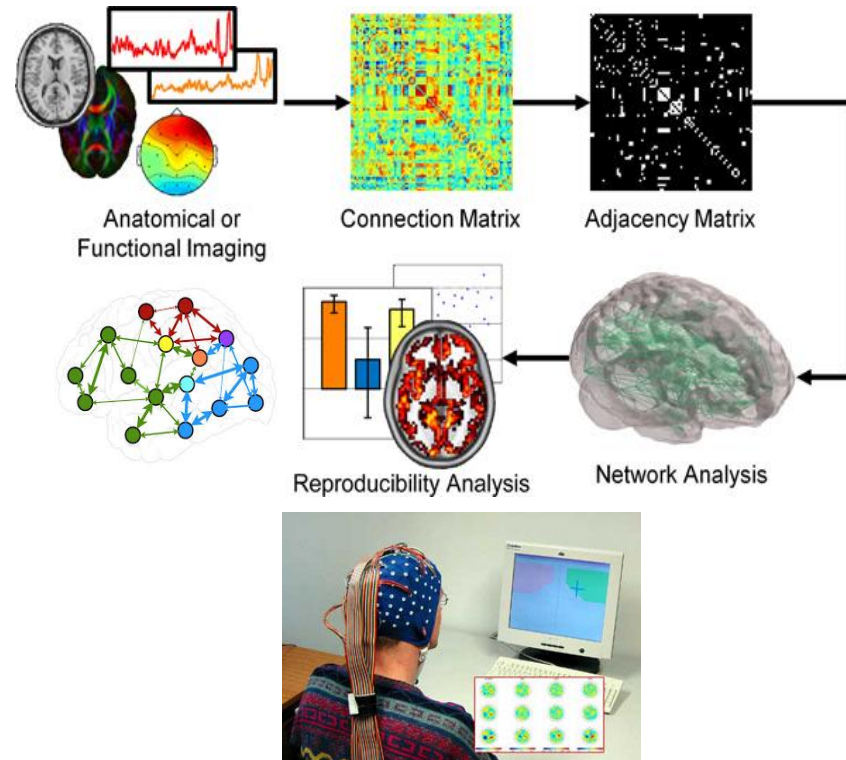 Anatomical or
Functional Imaging
Connection Matrix
Adjacency Matrix
Reproducibility Analysis
Network Analysis